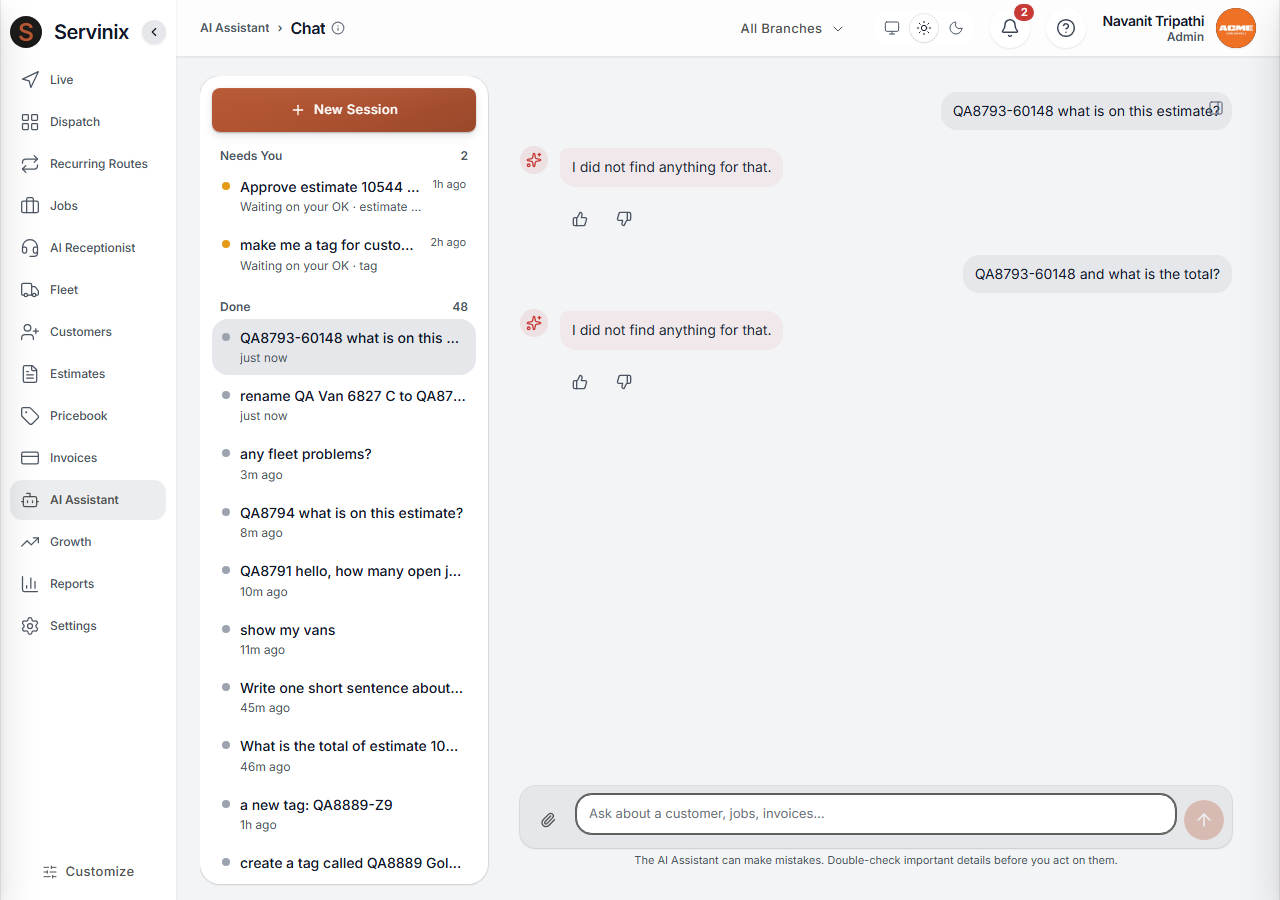 S Servinix
Live
Dispatch
Recurring Routes
Jobs
AI Receptionist
Fleet
Customers
Estimates
Pricebook
Invoices
AI Assistant
Growth
Reports
Settings
Customize
AI Assistant › Chat
All Branches
2
Navanit Tripathi
Admin
ACME
+ New Session
Needs You 2
Approve estimate 10544 ... 1h ago
Waiting on your OK · estimate ...
make me a tag for custo... 2h ago
Waiting on your OK · tag
Done 48
QA8793-60148 what is on this ...
just now
rename QA Van 6827 C to QA87...
just now
any fleet problems?
3m ago
QA8794 what is on this estimate?
8m ago
QA8791 hello, how many open j...
10m ago
show my vans
11m ago
Write one short sentence about...
45m ago
What is the total of estimate 10...
46m ago
a new tag: QA8889-Z9
1h ago
create a tag called QA8889 Gol...
QA8793-60148 what is on this estimate?
I did not find anything for that.
QA8793-60148 and what is the total?
I did not find anything for that.
Ask about a customer, jobs, invoices...
The AI Assistant can make mistakes. Double-check important details before you act on them.